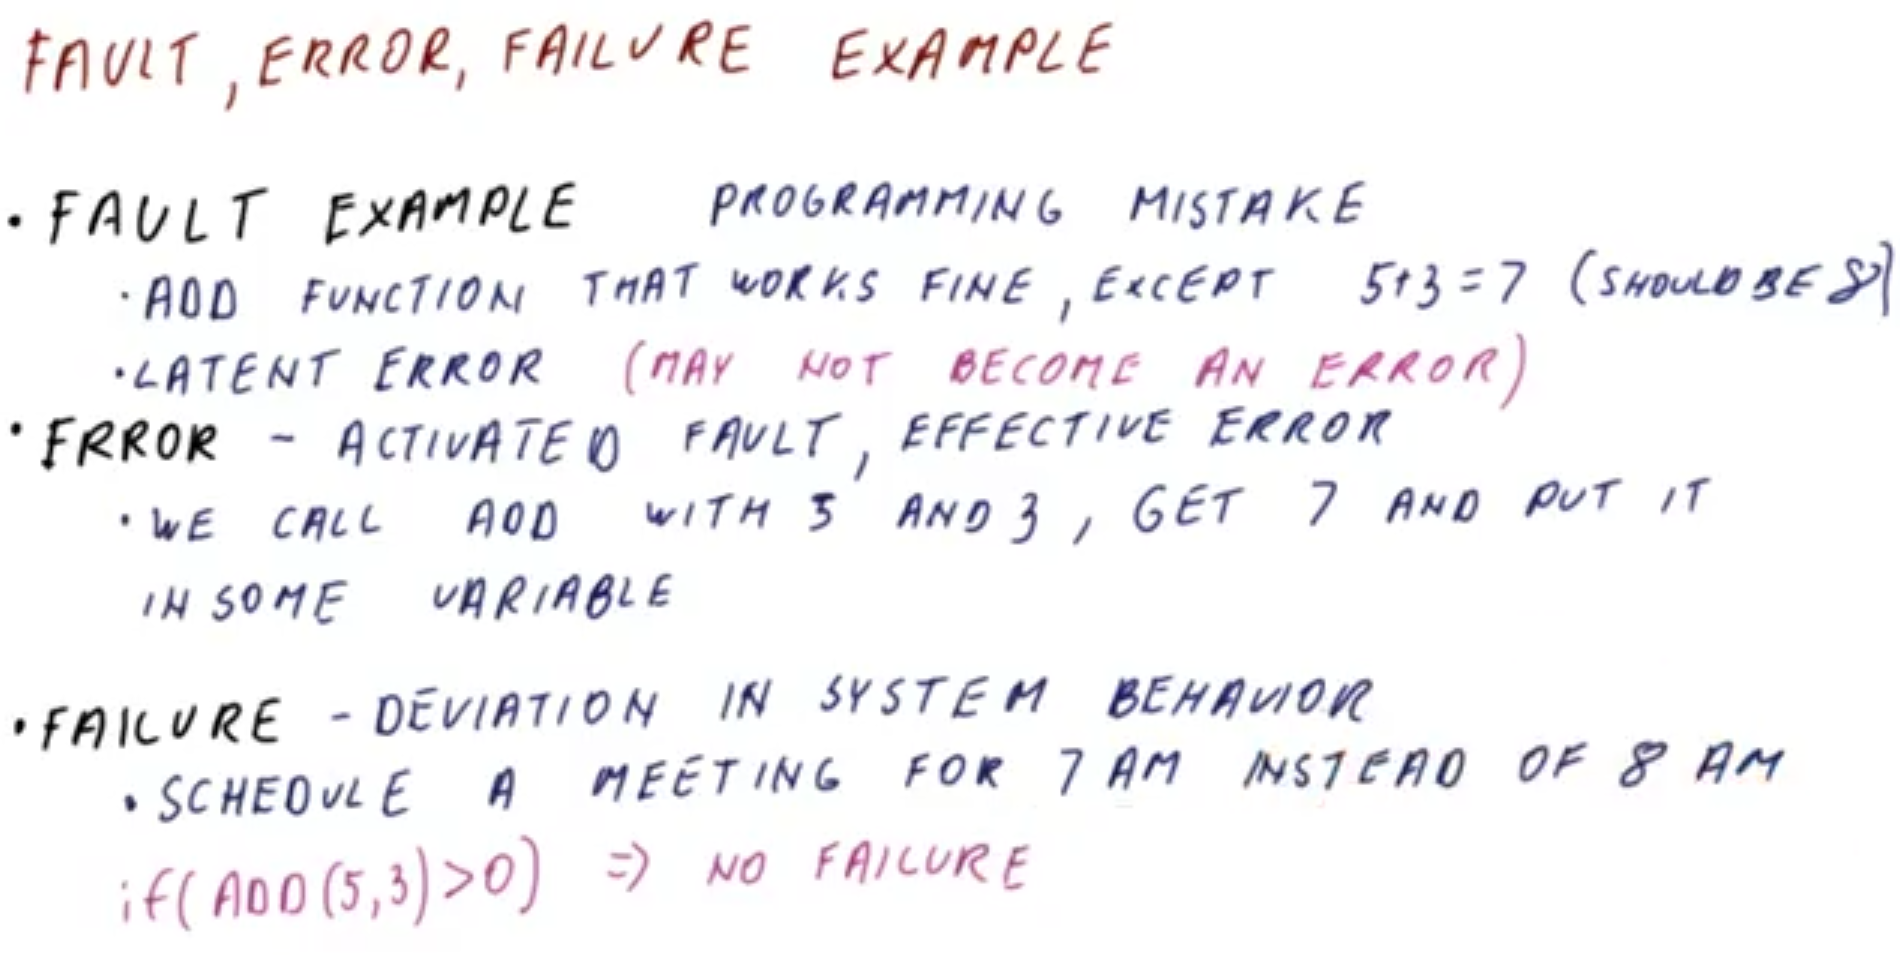 FAULT, ERROR, FAILURE EXAMPLE
• FAULT EXAMPLE PROGRAMMING MISTAKE
• ADD FUNCTION THAT WORKS FINE, EXCEPT 5+3=7 (SHOULD BE 8)
• LATENT ERROR (MAY NOT BECOME AN ERROR)
• ERROR - ACTIVATED FAULT, EFFECTIVE ERROR
• WE CALL ADD WITH 5 AND 3, GET 7 AND PUT IT
IN SOME VARIABLE
• FAILURE - DEVIATION IN SYSTEM BEHAVIOR
• SCHEDULE A MEETING FOR 7 AM INSTEAD OF 8 AM
if(ADD(5,3)>0) => NO FAILURE